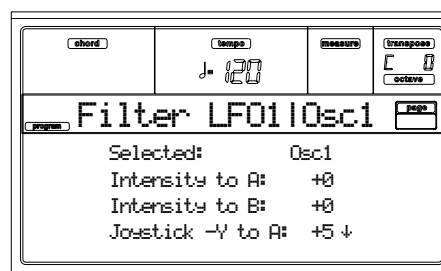 chord tempo measure transpose
♩= 120 C 0
octave
program Filter LFO1|Osc1 page
Selected: Osc1
Intensity to A: +0
Intensity to B: +0
Joystick -Y to A: +5 ↓